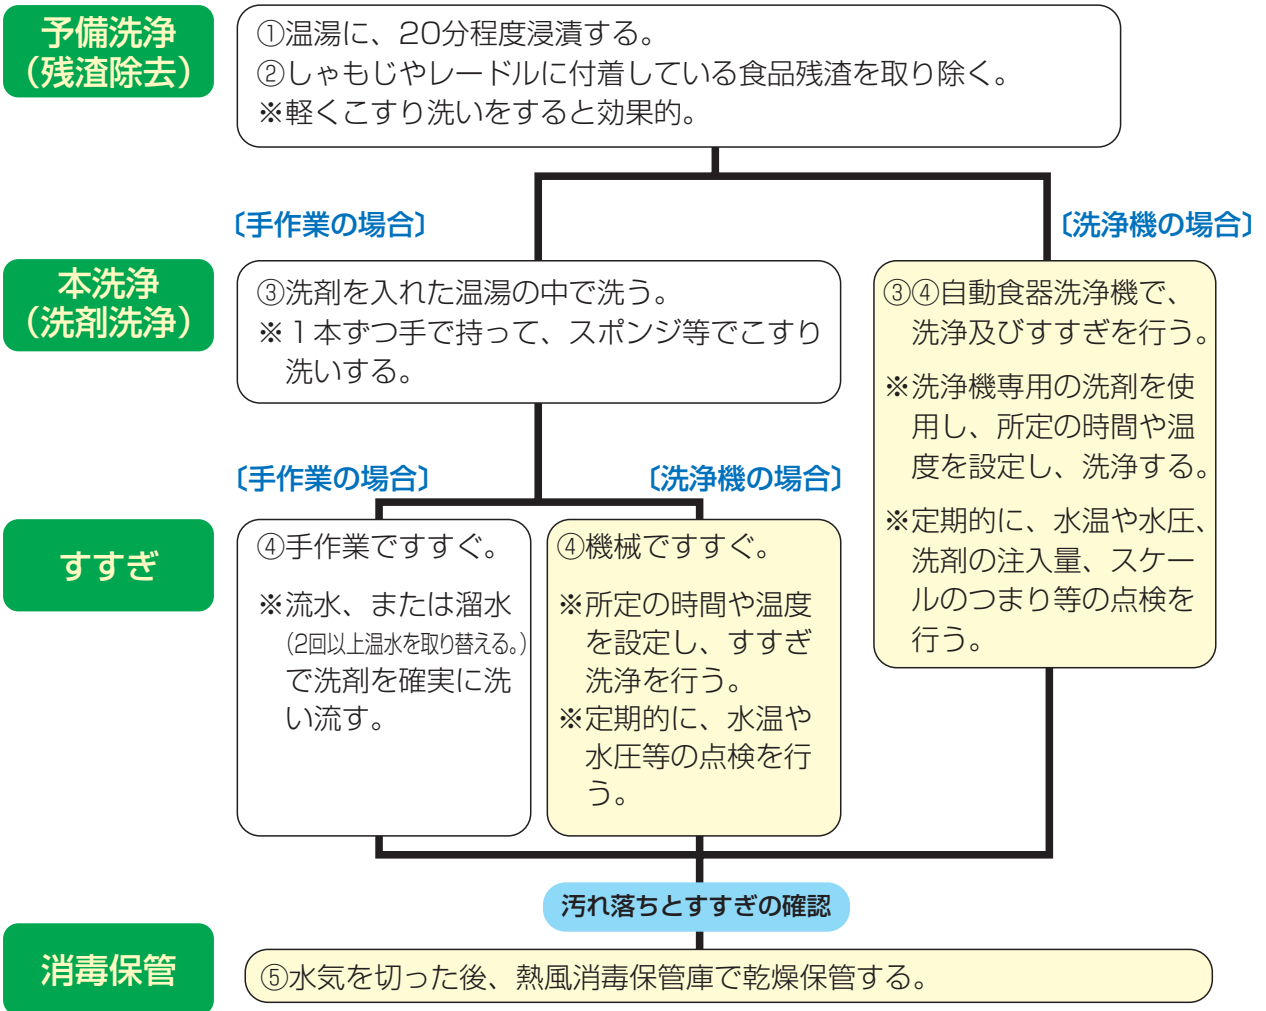 予備洗浄
（残渣除去）
①温湯に、20分程度浸漬する。
②しゃもじやレードルに付着している食品残渣を取り除く。
※軽くこすり洗いをすると効果的。
〔手作業の場合〕
〔洗浄機の場合〕
本洗浄
（洗剤洗浄）
③洗剤を入れた温湯の中で洗う。
※１本ずつ手で持って、スポンジ等でこすり
洗いする。
③④自動食器洗浄機で、
洗浄及びすすぎを行う。
※洗浄機専用の洗剤を使
用し、所定の時間や温
度を設定し、洗浄する。
※定期的に、水温や水圧、
洗剤の注入量、スケー
ルのつまり等の点検を
行う。
〔手作業の場合〕
〔洗浄機の場合〕
すすぎ
④手作業ですすぐ。
※流水、または溜水
（2回以上温水を取り替える。）
で洗剤を確実に洗
い流す。
④機械ですすぐ。
※所定の時間や温度
を設定し、すすぎ
洗浄を行う。
※定期的に、水温や
水圧等の点検を行
う。
汚れ落ちとすすぎの確認
消毒保管
⑤水気を切った後、熱風消毒保管庫で乾燥保管する。